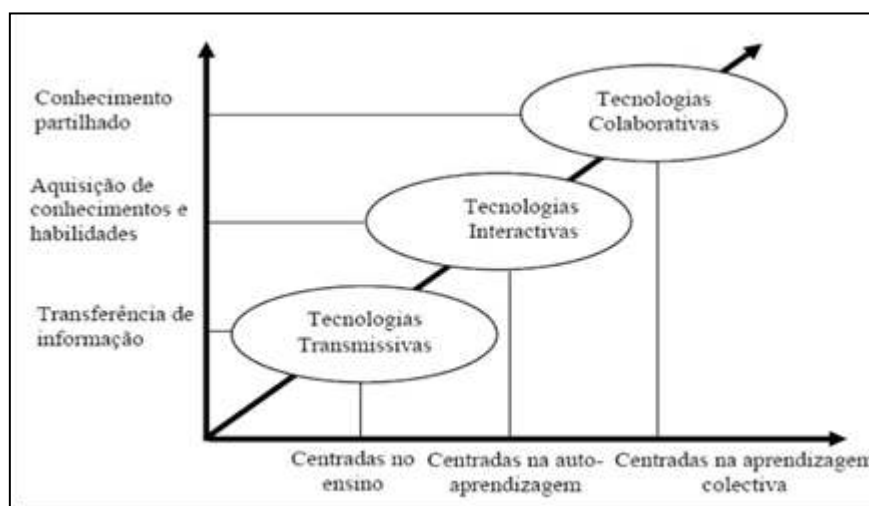 Conhecimento
partilhado
Tecnologias
Colaborativas
Aquisição de
conhecimentos e
habilidades
Tecnologias
Interactivas
Transferência de
informação
Tecnologias
Transmissivas
Centradas no
ensino
Centradas na auto-
aprendizagem
Centradas na aprendizagem
colectiva